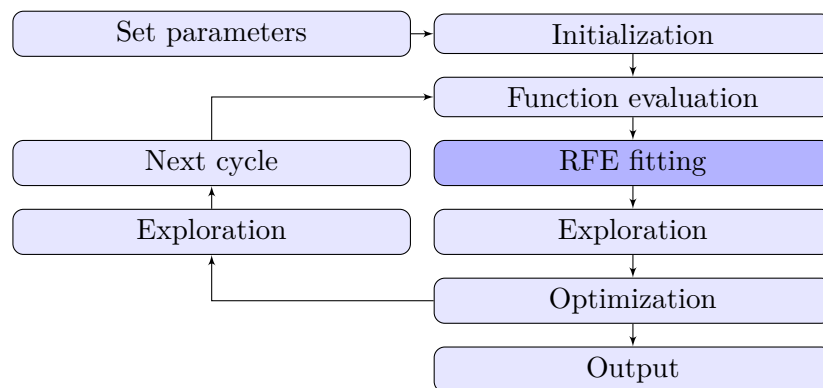 Set parameters
Initialization
Function evaluation
Next cycle
RFE fitting
Exploration
Exploration
Optimization
Output